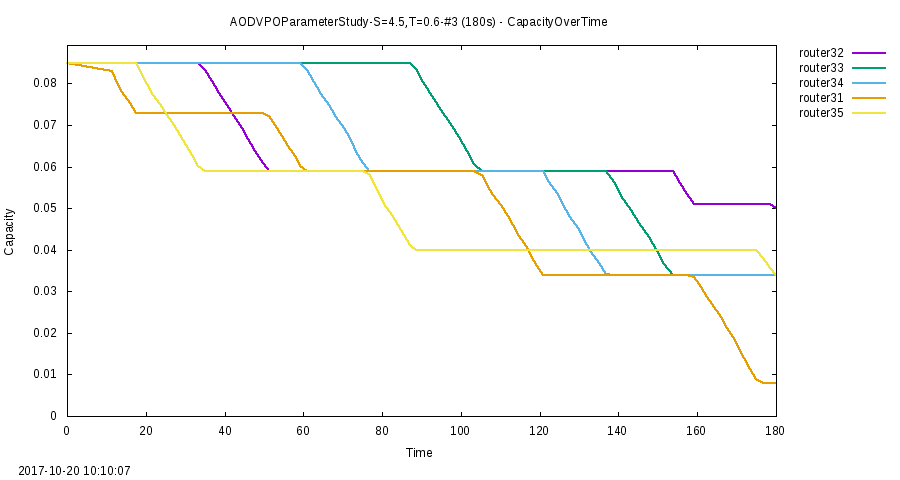 AODVPOParameterStudy-S=4.5,T=0.6-#3 (180s) - CapacityOverTime
router32
router33
router34
router31
router35
0.08
0.07
0.06
0.05
0.04
0.03
0.02
0.01
0
Capacity
0 20 40 60 80 100 120 140 160 180
Time
2017-10-20 10:10:07